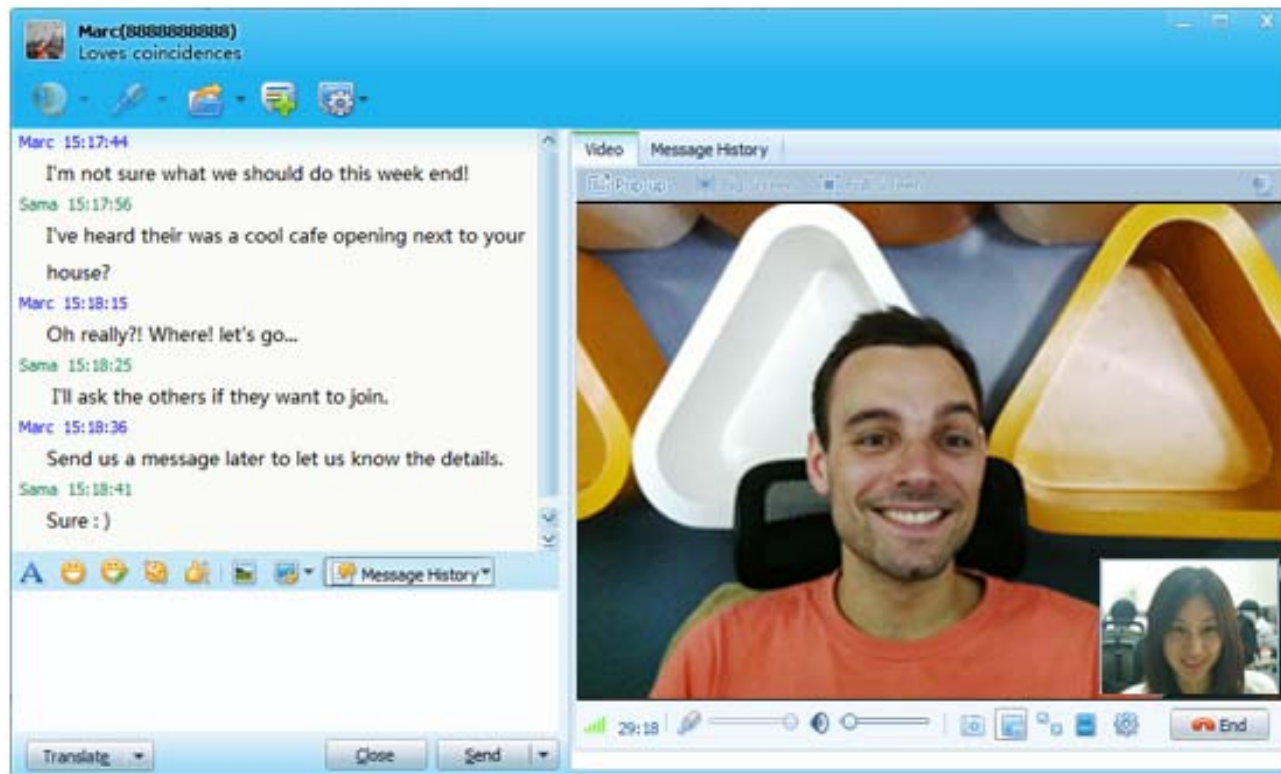 Marc(8888888888)
Loves coincidences
Marc 15:17:44
I'm not sure what we should do this week end!
Sama 15:17:56
I've heard their was a cool cafe opening next to your
house?
Marc 15:18:15
Oh really?! Where! let's go...
Sama 15:18:25
I'll ask the others if they want to join.
Marc 15:18:36
Send us a message later to let us know the details.
Sama 15:18:41
Sure : )
A
Message History
Translate
Close
Send
Video
Message History
Pop up
Big Screen
Full Screen
29:18
End